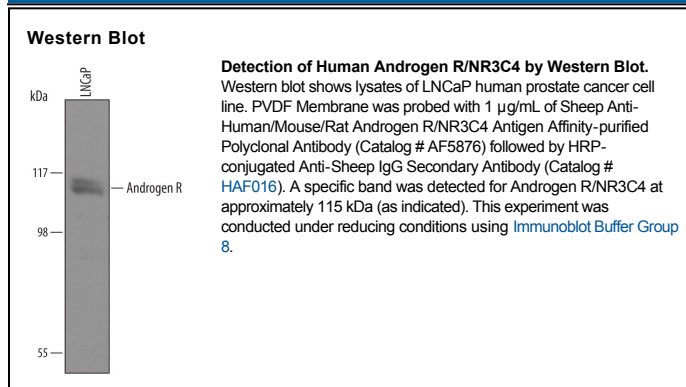 Western Blot
kDa
LNCaP
117
98
55
Androgen R
Detection of Human Androgen R/NR3C4 by Western Blot.
Western blot shows lysates of LNCaP human prostate cancer cell
line. PVDF Membrane was probed with 1 µg/mL of Sheep Anti-
Human/Mouse/Rat Androgen R/NR3C4 Antigen Affinity-purified
Polyclonal Antibody (Catalog # AF5876) followed by HRP-
conjugated Anti-Sheep IgG Secondary Antibody (Catalog #
HAF016). A specific band was detected for Androgen R/NR3C4 at
approximately 115 kDa (as indicated). This experiment was
conducted under reducing conditions using Immunoblot Buffer Group
8.